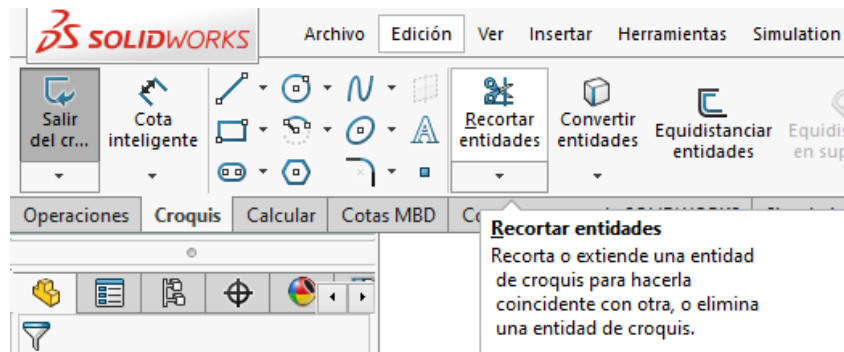 SOLIDWORKS
Archivo Edición Ver Insertar Herramientas Simulation
Salir
del cr...
Cota
inteligente
Recortar
entidades
Convertir
entidades
Equidistanciar
entidades
en
Operaciones Croquis Calcular Cotas MBD
Recortar entidades
Recorta o extiende una entidad
de croquis para hacerla
coincidente con otra, o elimina
una entidad de croquis.